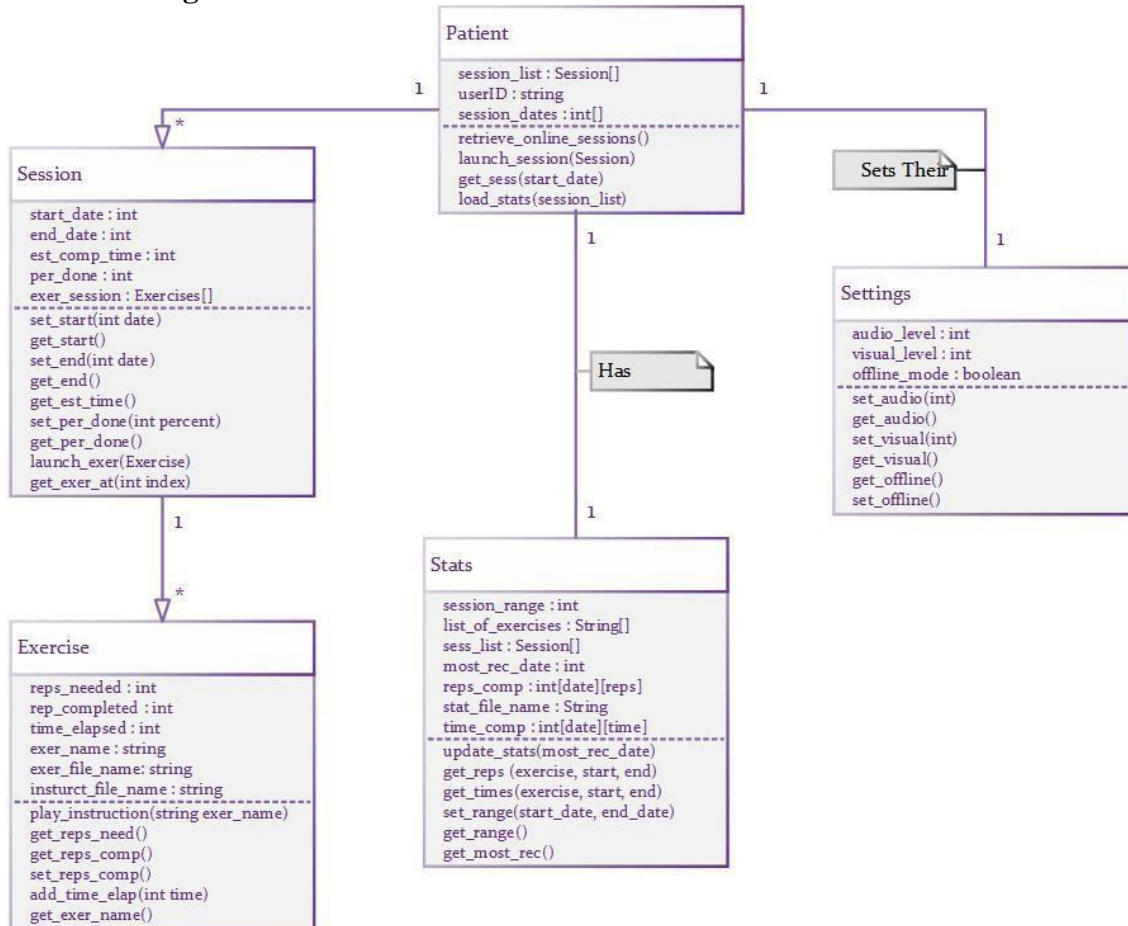 Patient
session_list : Session[]
userID : string
session_dates : int[]
retrieve_online_sessions()
launch_session(Session)
get_sess(start_date)
load_stats(session_list)
1
*
1
Sets Their
1
1
Has
1
Session
start_date : int
end_date : int
est_comp_time : int
per_done : int
exer_session : Exercises[]
set_start(int date)
get_start()
set_end(int date)
get_end()
get_est_time()
set_per_done(int percent)
get_per_done()
launch_exer(Exercise)
get_exer_at(int index)
1
*
Settings
audio_level : int
visual_level : int
offline_mode : boolean
set_audio(int)
get_audio()
set_visual(int)
get_visual()
get_offline()
set_offline()
Exercise
reps_needed : int
rep_completed : int
time_elapsed : int
exer_name : string
exer_file_name: string
insturct_file_name : string
play_instruction(string exer_name)
get_reps_need()
get_reps_comp()
set_reps_comp()
add_time_elap(int time)
get_exer_name()
Stats
session_range : int
list_of_exercises : String[]
sess_list : Session[]
most_rec_date : int
reps_comp : int[date][reps]
stat_file_name : String
time_comp : int[date][time]
update_stats(most_rec_date)
get_reps (exercise, start, end)
get_times(exercise, start, end)
set_range(start_date, end_date)
get_range()
get_most_rec()